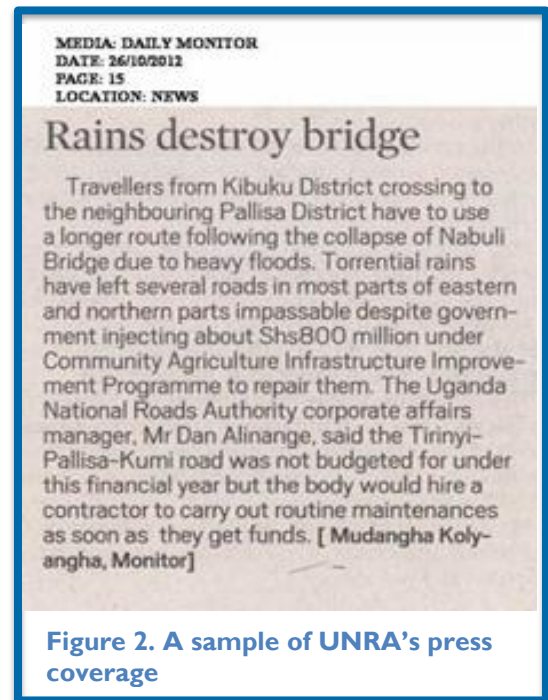 MEDIA: DAILY MONITOR
DATE: 26/10/2012
PAGE: 15
LOCATION: NEWS
Rains destroy bridge
Travellers from Kibuku District crossing to
the neighbouring Pallisa District have to use
a longer route following the collapse of Nabuli
Bridge due to heavy floods. Torrential rains
have left several roads in most parts of eastern
and northern parts impassable despite govern-
ment injecting about Shs800 million under
Community Agriculture Infrastructure Improve-
ment Programme to repair them. The Uganda
National Roads Authority corporate affairs
manager, Mr Dan Alinange, said the Tirinyi-
Pallisa-Kumi road was not budgeted for under
this financial year but the body would hire a
contractor to carry out routine maintenances
as soon as they get funds. [ Mudangha Koly-
angha, Monitor]
Figure 2. A sample of UNRA's press
coverage